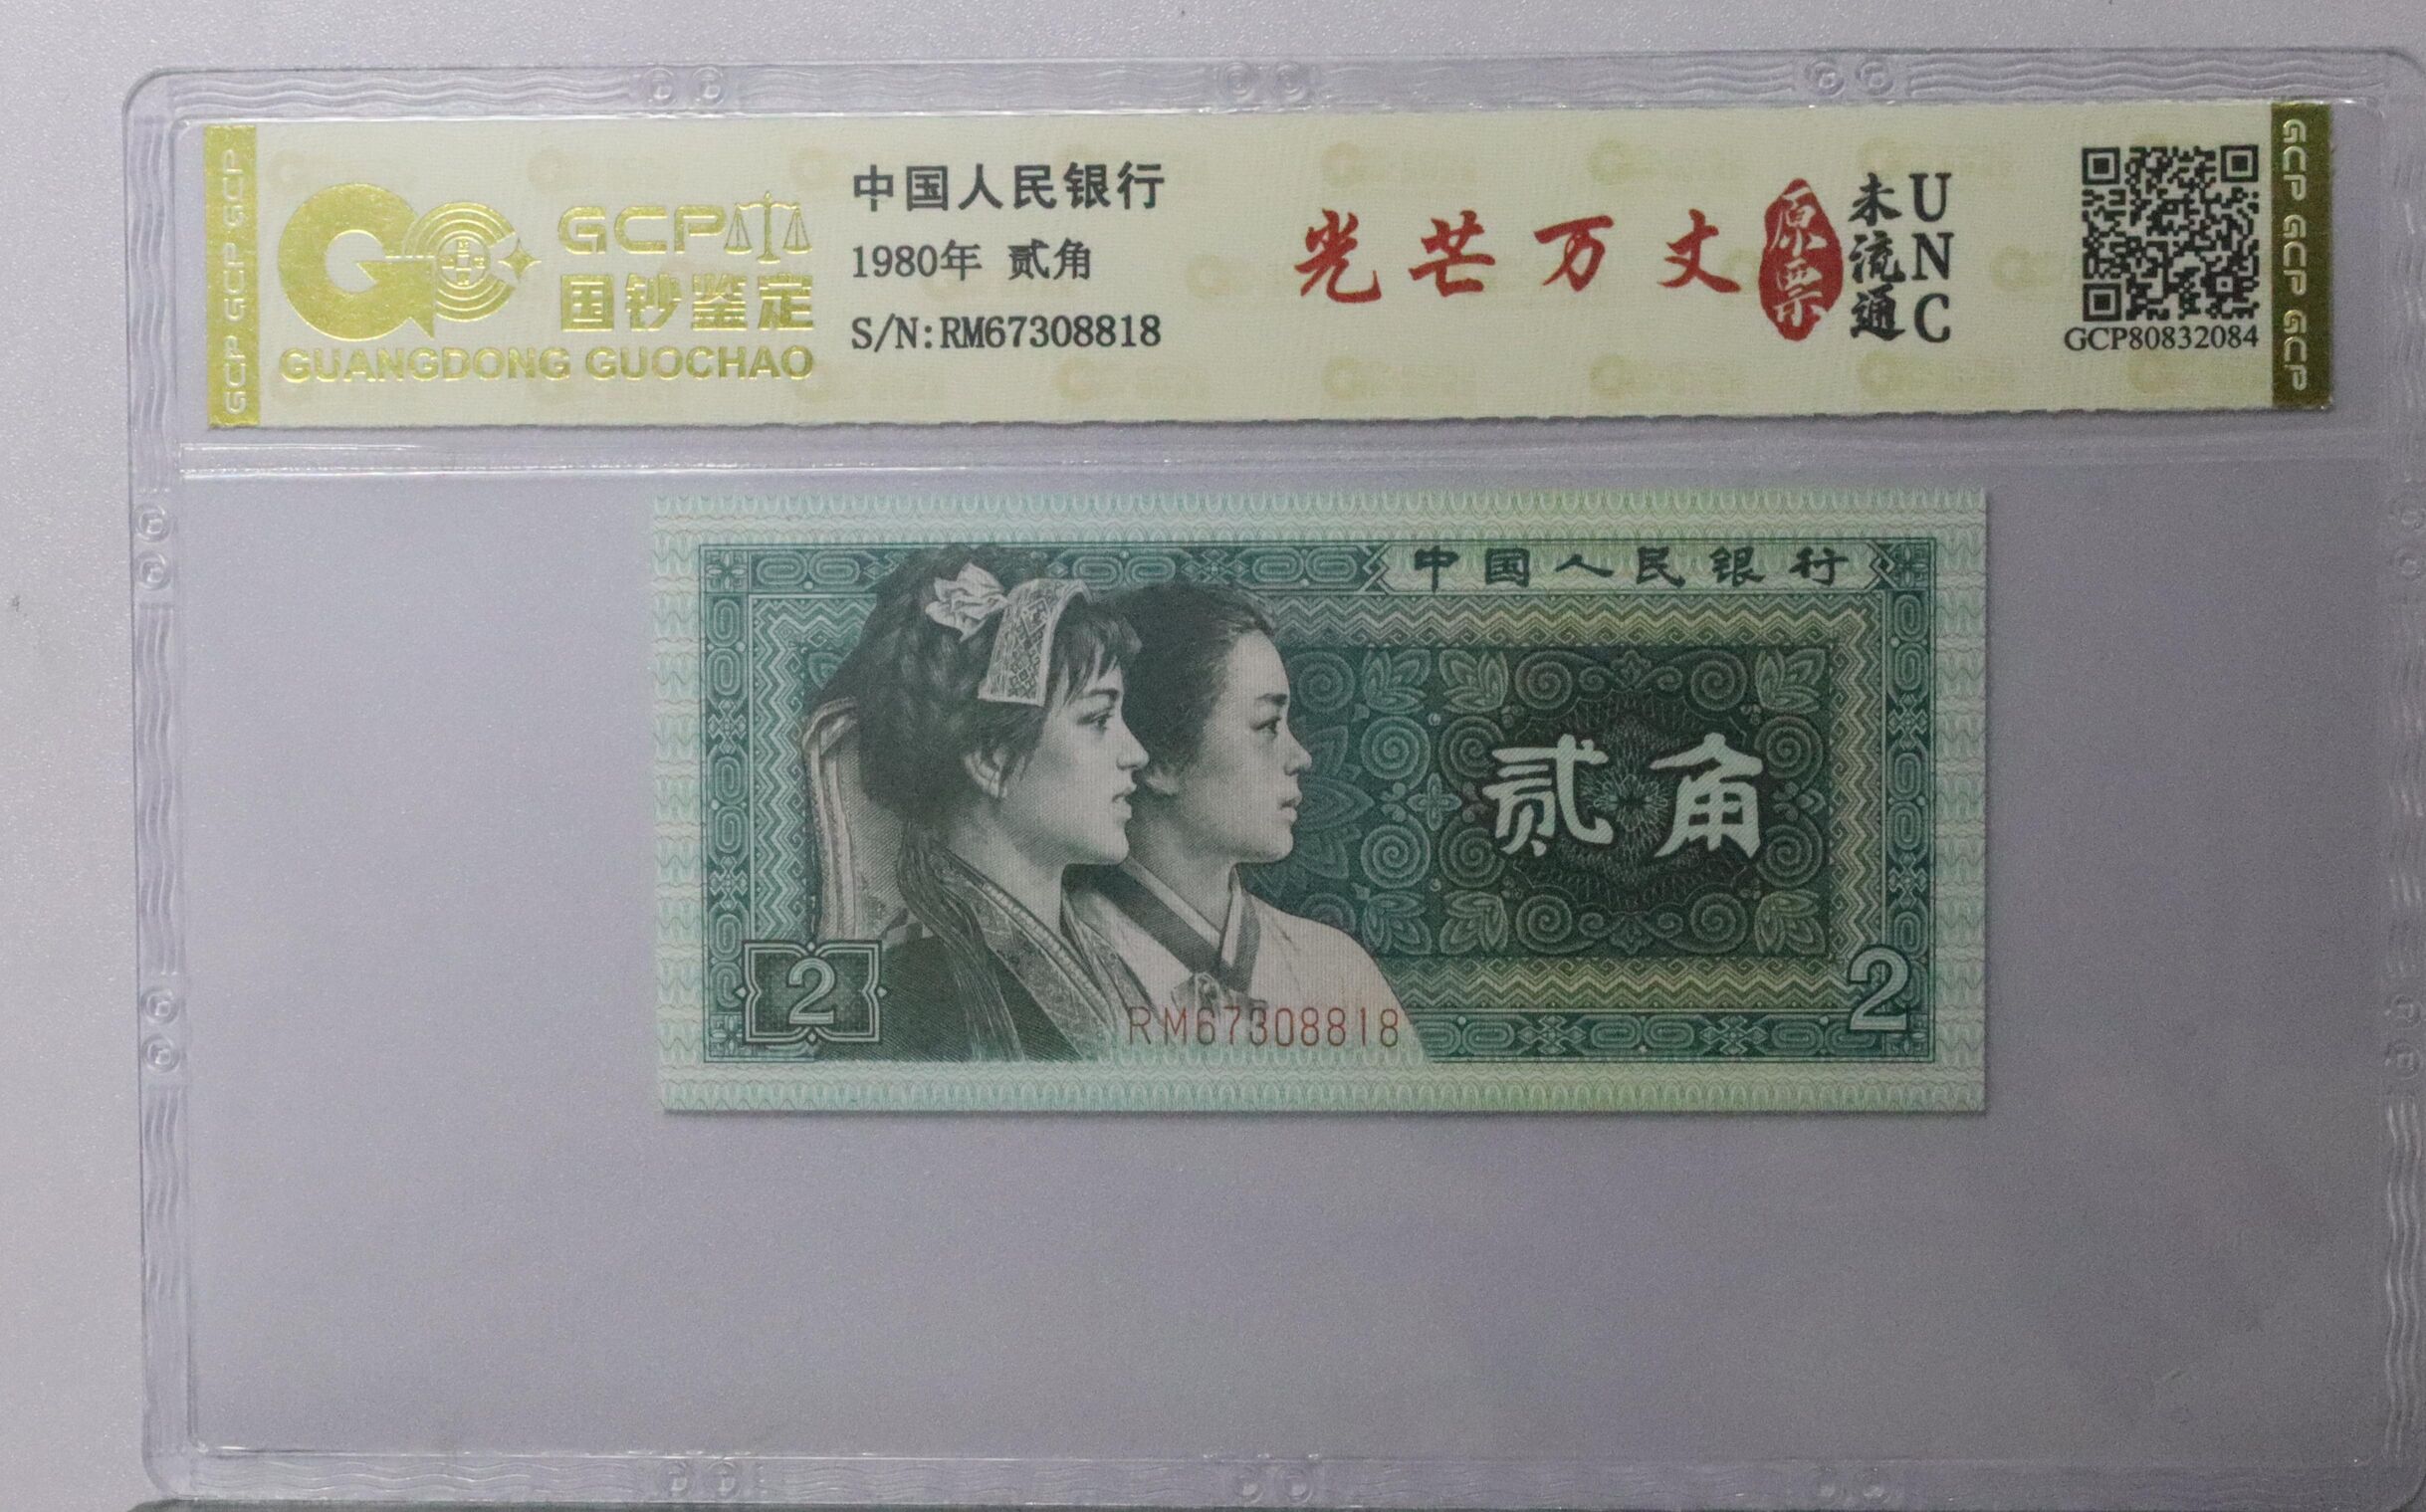 GCP GCP GCP
GCP
国钞鉴定
GUANGDONG GUOCHAO
中国人民银行
1980年 贰角
S/N:RM67308818
光芒万丈
原票
未流通
UNC
GCP80832084
GCP GCP GCP
中国人民银行
贰角
2
2
RM67308818